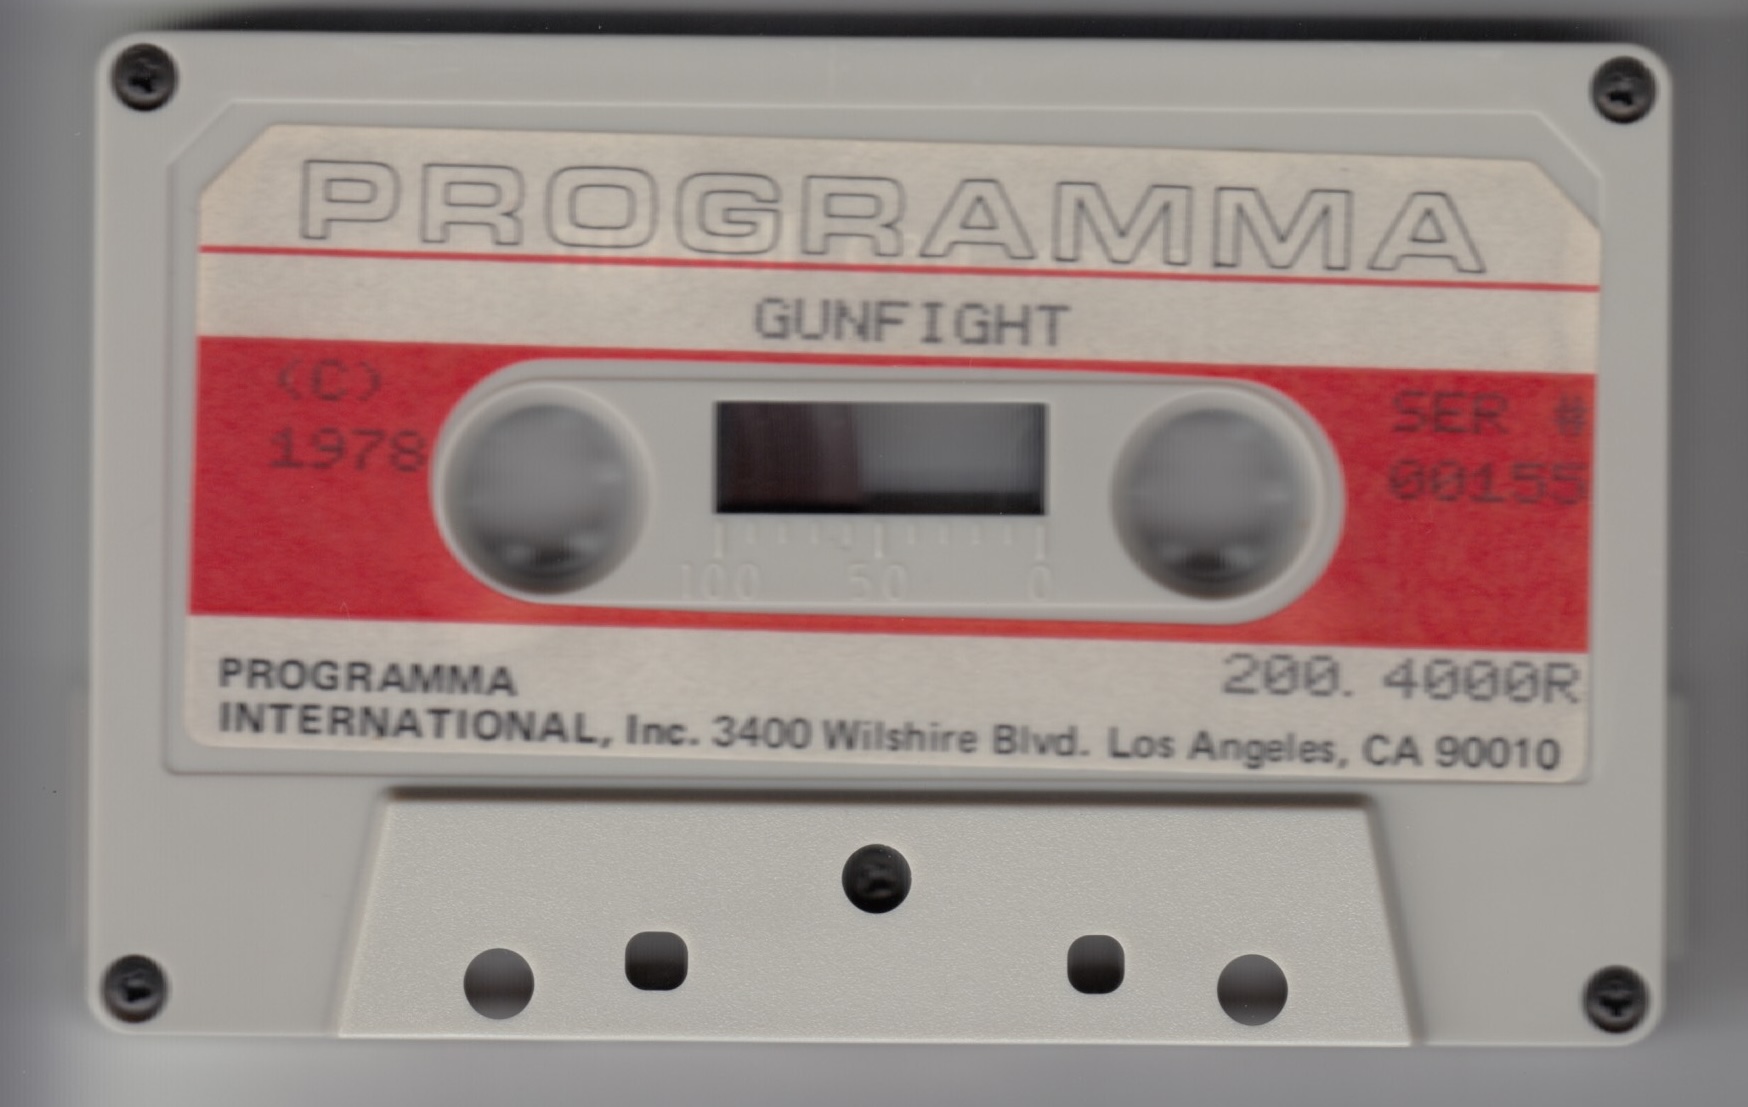 PROGRAMMA
GUNFIGHT
(C)
1978
SER #
00155
100 50 0
200.4000R
PROGRAMMA
INTERNATIONAL, Inc. 3400 Wilshire Blvd. Los Angeles, CA 90010